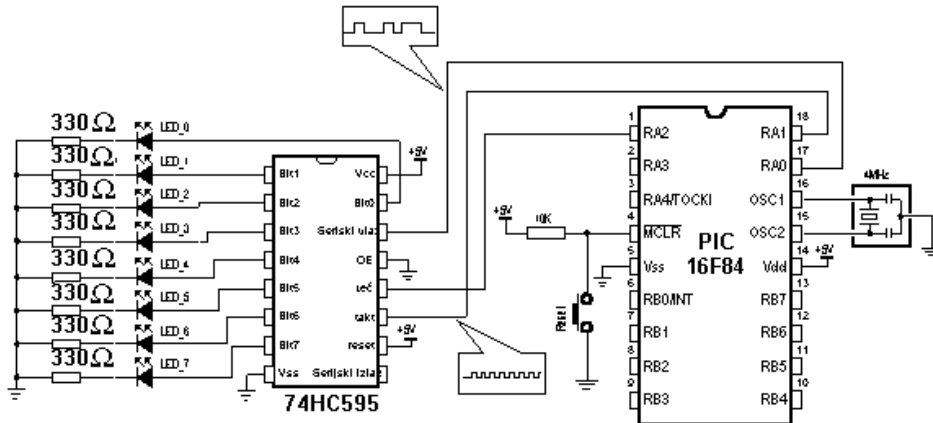 330Ω LED_0
330Ω LED_1
330Ω LED_2
330Ω LED_3
330Ω LED_4
330Ω LED_5
330Ω LED_6
330Ω LED_7
+5V
Bit1 Vcc
Bit2 Bit0
Bit3 Serijski ulaz
Bit4 OE
Bit5 leč
Bit6 takt
Bit7 reset
Vss Serijski izlaz
+5V
74HC595
+5V
10K
Reset
1 RA2 RA1 18
2 RA3 RA0 17
3 RA4/TOCKI OSC1 16
4 MCLR OSC2 15
5 Vss Vdd 14
6 RB0/INT RB7 13
7 RB1 RB6 12
8 RB2 RB5 11
9 RB3 RB4 10
PIC
16F84
4MHz
+5V